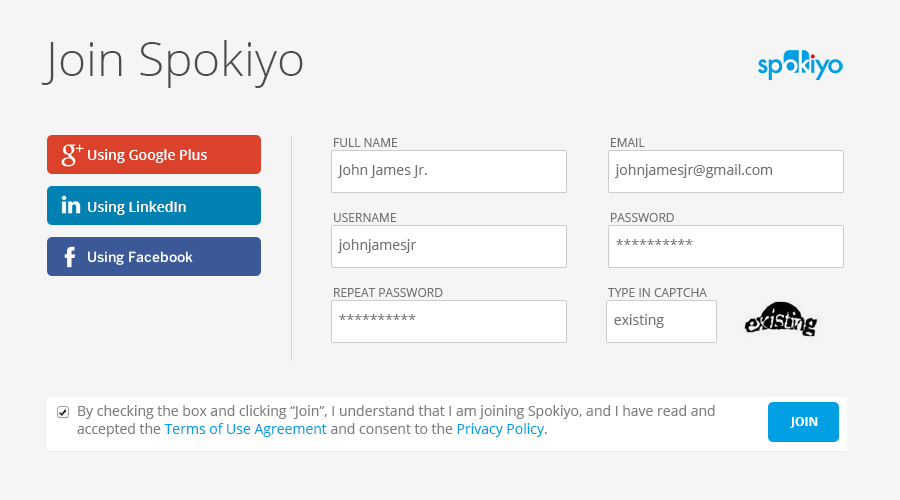 Join Spokiyo
spokiyo
g+ Using Google Plus
in Using LinkedIn
f Using Facebook
FULL NAME
John James Jr.
EMAIL
johnjamesjr@gmail.com
USERNAME
johnjamesjr
PASSWORD
**********
REPEAT PASSWORD
**********
TYPE IN CAPTCHA
existing
existing
By checking the box and clicking “Join”, I understand that I am joining Spokiyo, and I have read and
accepted the Terms of Use Agreement and consent to the Privacy Policy.
JOIN